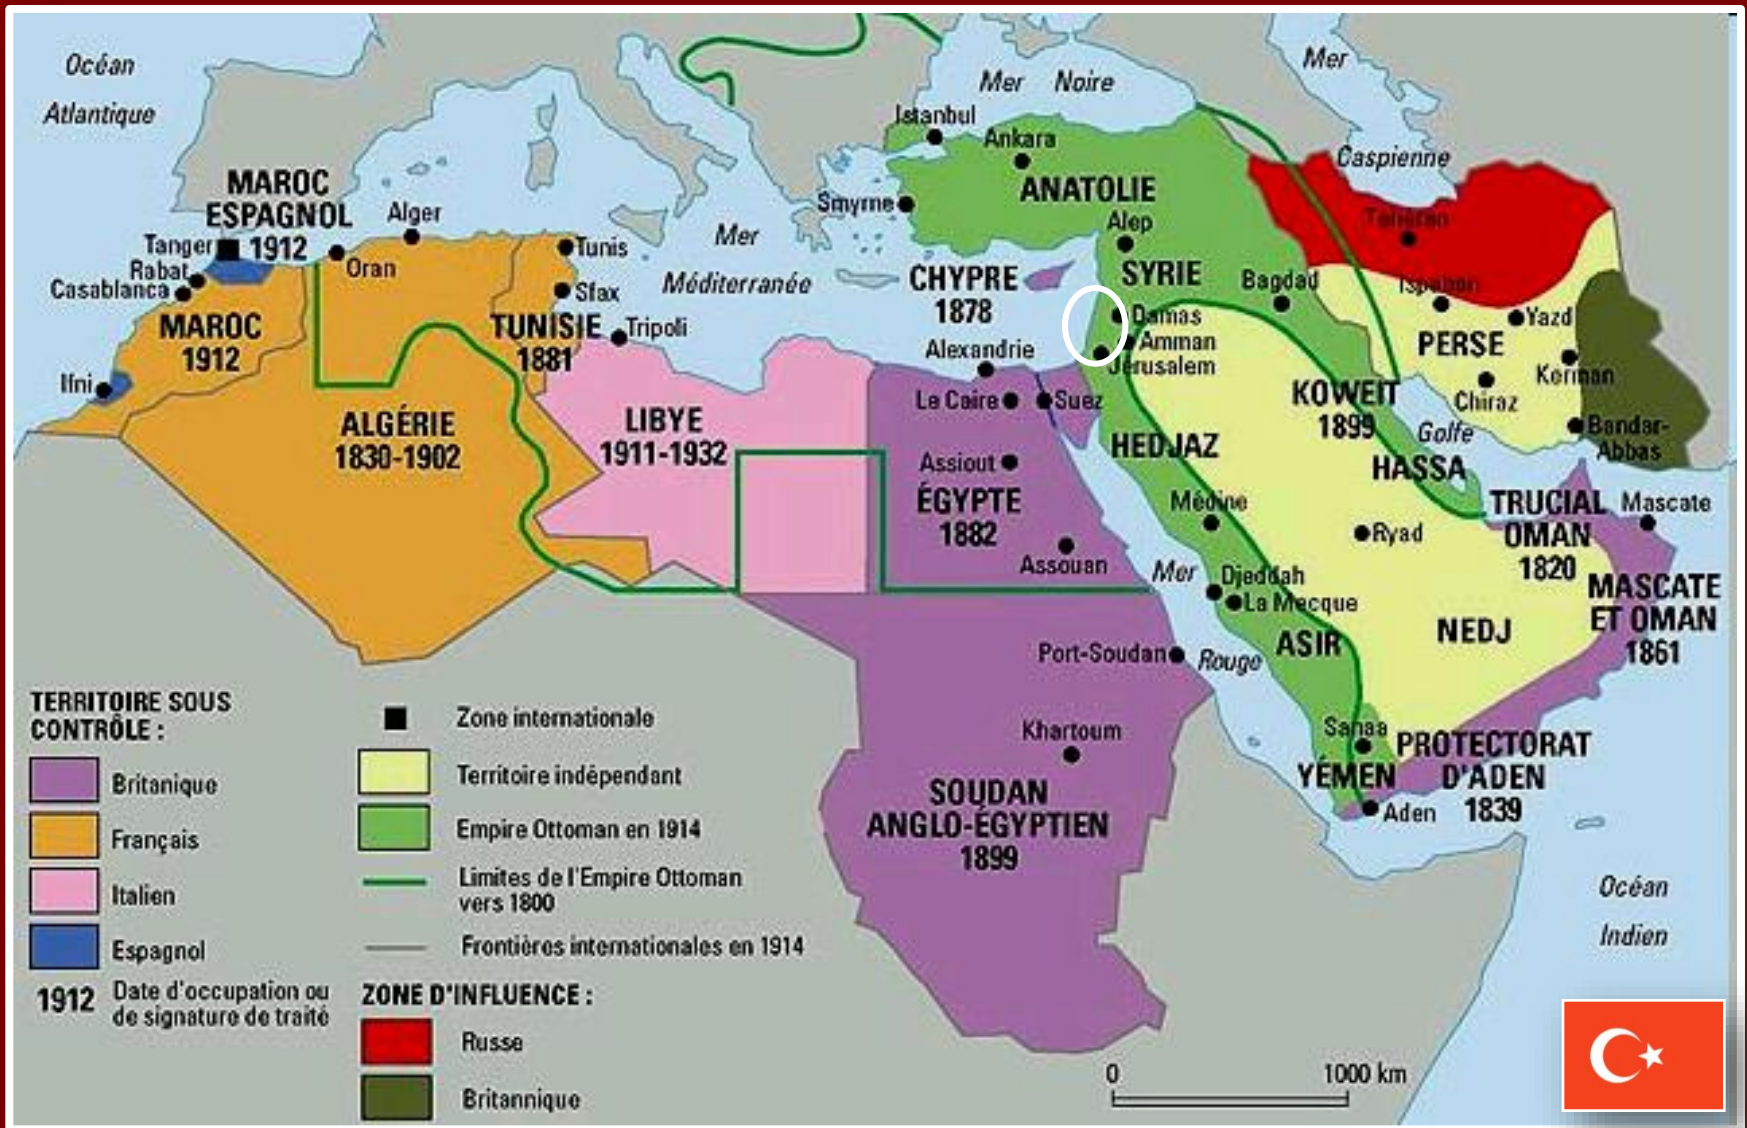 Océan
Atlantique
Mer Noire
Mer
Caspienne
Istanbul
Ankara
ANATOLIE
Smyrne
Alep
SYRIE
MAROC
ESPAGNOL
1912
Alger
Tanger
Rabat
Casablanca
Oran
Tunis
Sfax
Mer
Méditerranée
CHYPRE
1878
Bagdad
Téhéran
Ispahan
Yazd
PERSE
Kerman
Chiraz
Bandar-
Abbas
MAROC
1912
TUNISIE
1881
Tripoli
Damas
Amman
Jérusalem
Alexandrie
Le Caire
Suez
Ifni
ALGÉRIE
1830-1902
LIBYE
1911-1932
Assiout
ÉGYPTE
1882
Assouan
HEDJAZ
KOWEIT
1899
Golfe
HASSA
Médine
Ryad
TRUCIAL
OMAN
1820
Mascate
MASCATE
ET OMAN
1861
Mer
Rouge
Djeddah
La Mecque
ASIR
NEDJ
Port-Soudan
Khartoum
SOUDAN
ANGLO-ÉGYPTIEN
1899
Sanaa
YÉMEN
PROTECTORAT
D'ADEN
1839
Aden
Océan
Indien
TERRITOIRE SOUS
CONTRÔLE :
Britanique
Français
Italien
Espagnol
1912 Date d'occupation ou
de signature de traité
Zone internationale
Territoire indépendant
Empire Ottoman en 1914
Limites de l'Empire Ottoman
vers 1800
Frontières internationales en 1914
ZONE D'INFLUENCE :
Russe
Britannique
0 1000 km